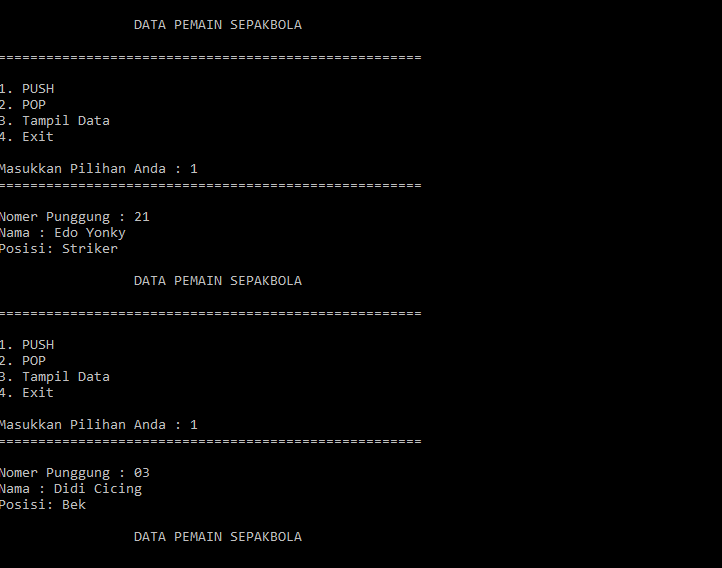 DATA PEMAIN SEPAKBOLA
=====================================================
1. PUSH
2. POP
3. Tampil Data
4. Exit
Masukkan Pilihan Anda : 1
=====================================================
Nomer Punggung : 21
Nama : Edo Yonky
Posisi: Striker
DATA PEMAIN SEPAKBOLA
=====================================================
1. PUSH
2. POP
3. Tampil Data
4. Exit
Masukkan Pilihan Anda : 1
=====================================================
Nomer Punggung : 03
Nama : Didi Cicing
Posisi: Bek
DATA PEMAIN SEPAKBOLA